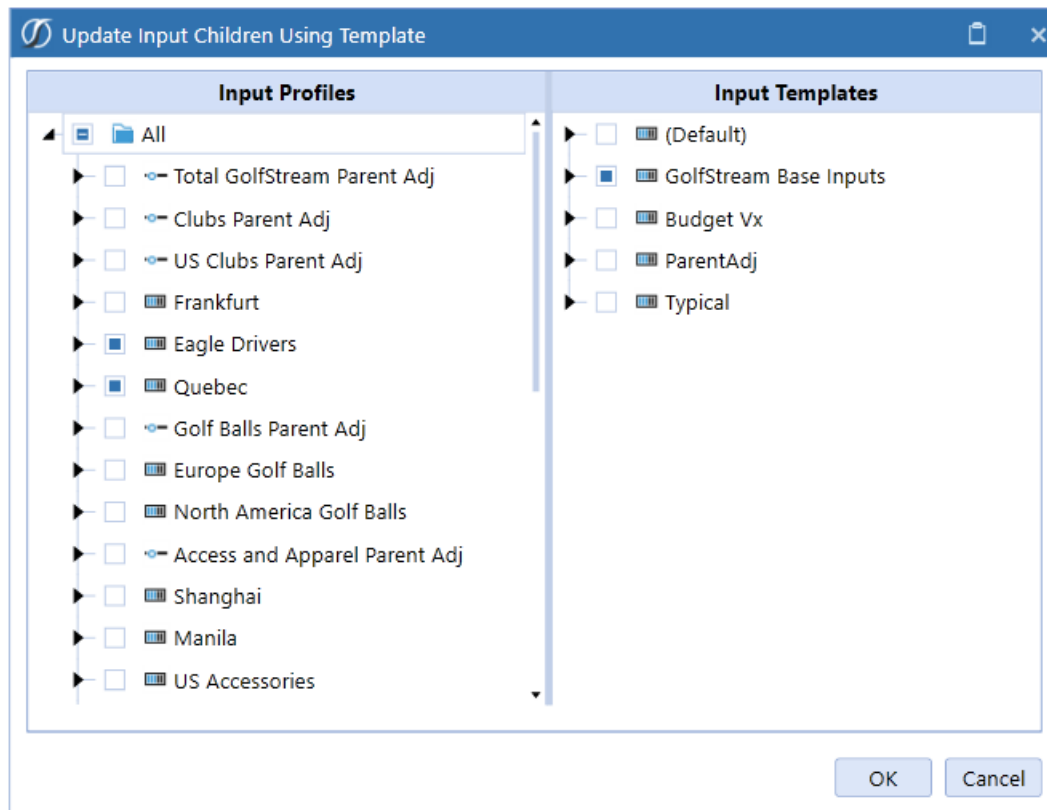 Update Input Children Using Template
Input Profiles
All
Total GolfStream Parent Adj
Clubs Parent Adj
US Clubs Parent Adj
Frankfurt
Eagle Drivers
Quebec
Golf Balls Parent Adj
Europe Golf Balls
North America Golf Balls
Access and Apparel Parent Adj
Shanghai
Manila
US Accessories
Input Templates
(Default)
GolfStream Base Inputs
Budget Vx
ParentAdj
Typical
OK
Cancel